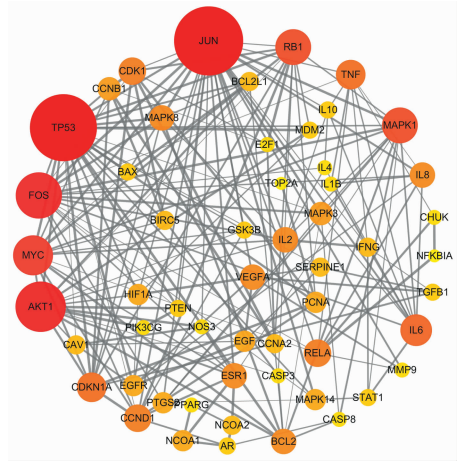 JUN
RB1
CDK1
TNF
BCL2L1
CCNB1
IL10
MAPK8
TP53
MAPK1
MDM2
E2F1
BAX
IL4
IL8
TOP2A
IL1B
FOS
MAPK3
CHUK
BIRC5
GSK3B
IL2
IFNG
MYC
NFKBIA
SERPINE1
VEGFA
TGFB1
HIF1A
PCNA
AKT1
PTEN
PIK3CG
NOS3
IL6
CAV1
EGF
CCNA2
RELA
MMP9
ESR1
CASP3
CDKN1A
EGFR
PTGS2
PPARG
MAPK14
STAT1
CCND1
NCOA2
CASP8
NCOA1
AR
BCL2